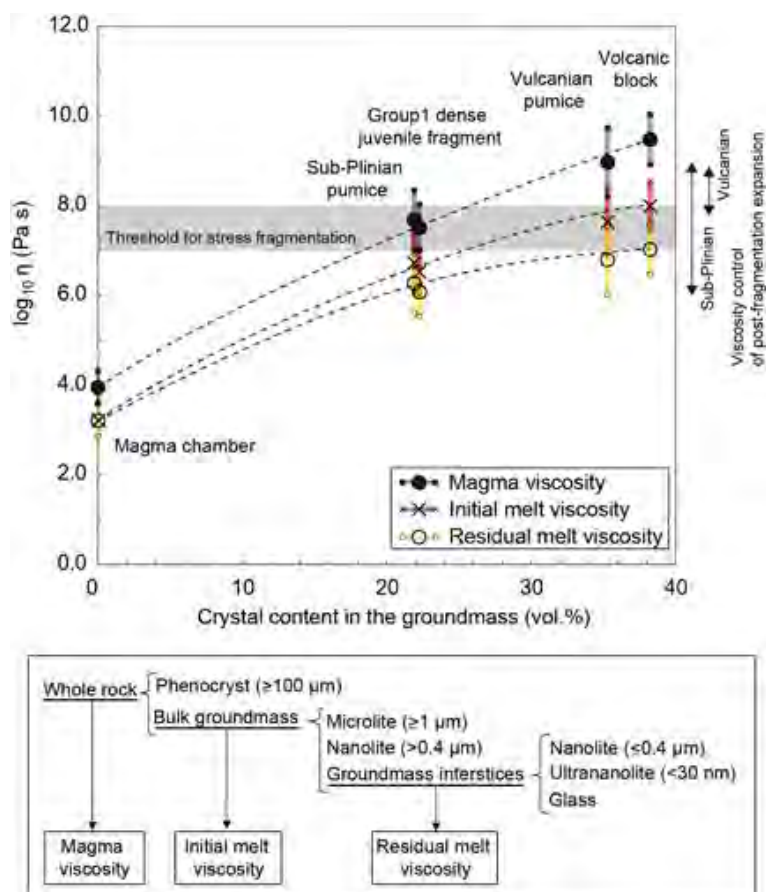 12.0
10.0
8.0
6.0
4.0
2.0
0.0
log10 η (Pa s)
Volcanic
block
Vulcanian
pumice
Group1 dense
juvenile fragment
Sub-Plinian
pumice
Threshold for stress fragmentation
Magma chamber
Magma viscosity
Initial melt viscosity
Residual melt viscosity
Vulcanian
Sub-Plinian
Viscosity control
of post-fragmentation expansion
0 10 20 30 40
Crystal content in the groundmass (vol.%)
Whole rock
Phenocryst (≥100 μm)
Bulk groundmass
Microlite (≥1 μm)
Nanolite (>0.4 μm)
Groundmass interstices
Nanolite (≤0.4 μm)
Ultrananolite (<30 nm)
Glass
Magma
viscosity
Initial melt
viscosity
Residual melt
viscosity